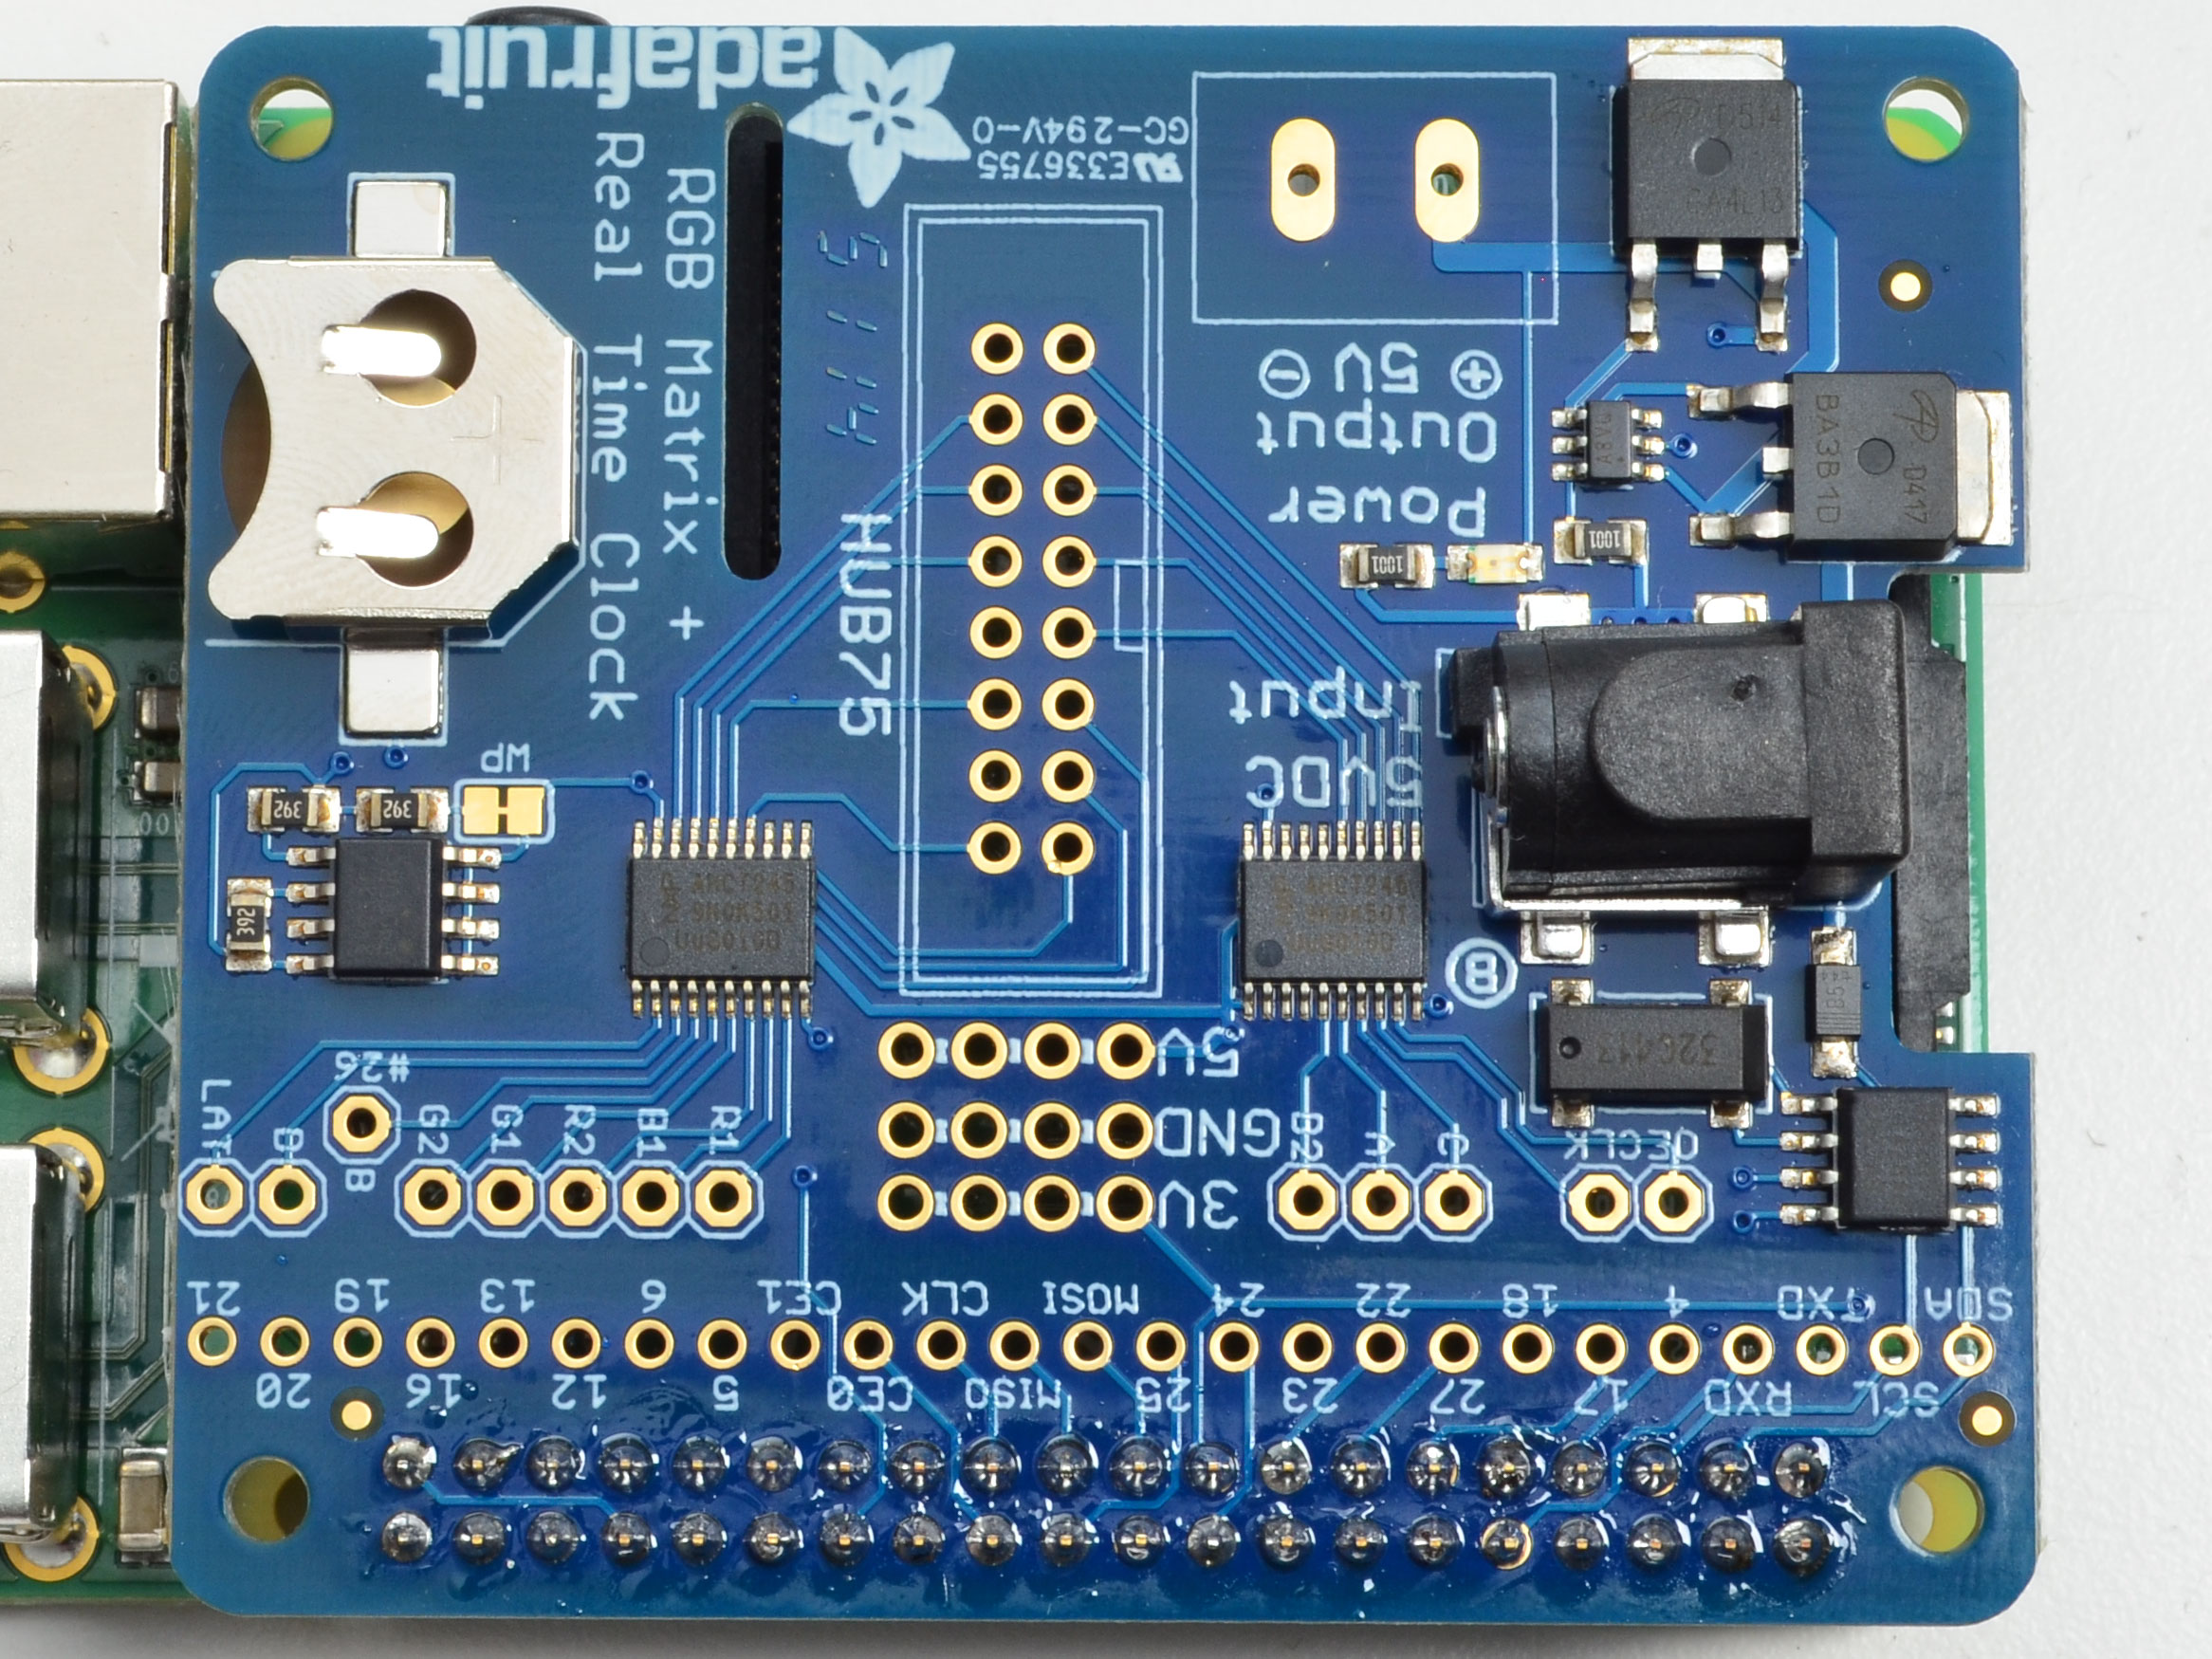 adafruit
RGB Matrix +
Real Time Clock
E336755
GC-294V-0
HUB75
Power
Output
5V
5VDC
Input
D417
BA3B1D
1001
1001
WP
392
392
392
B
5V
GND
3V
LAT
D
#26
B
G2
G1
R2
B1
R1
B2
A
C
CLK
OE
21
19
13
6
CE1
CLK
MOSI
24
22
18
4
TXD
SDA
20
16
12
5
CE0
MISO
25
23
27
17
RXD
SCL